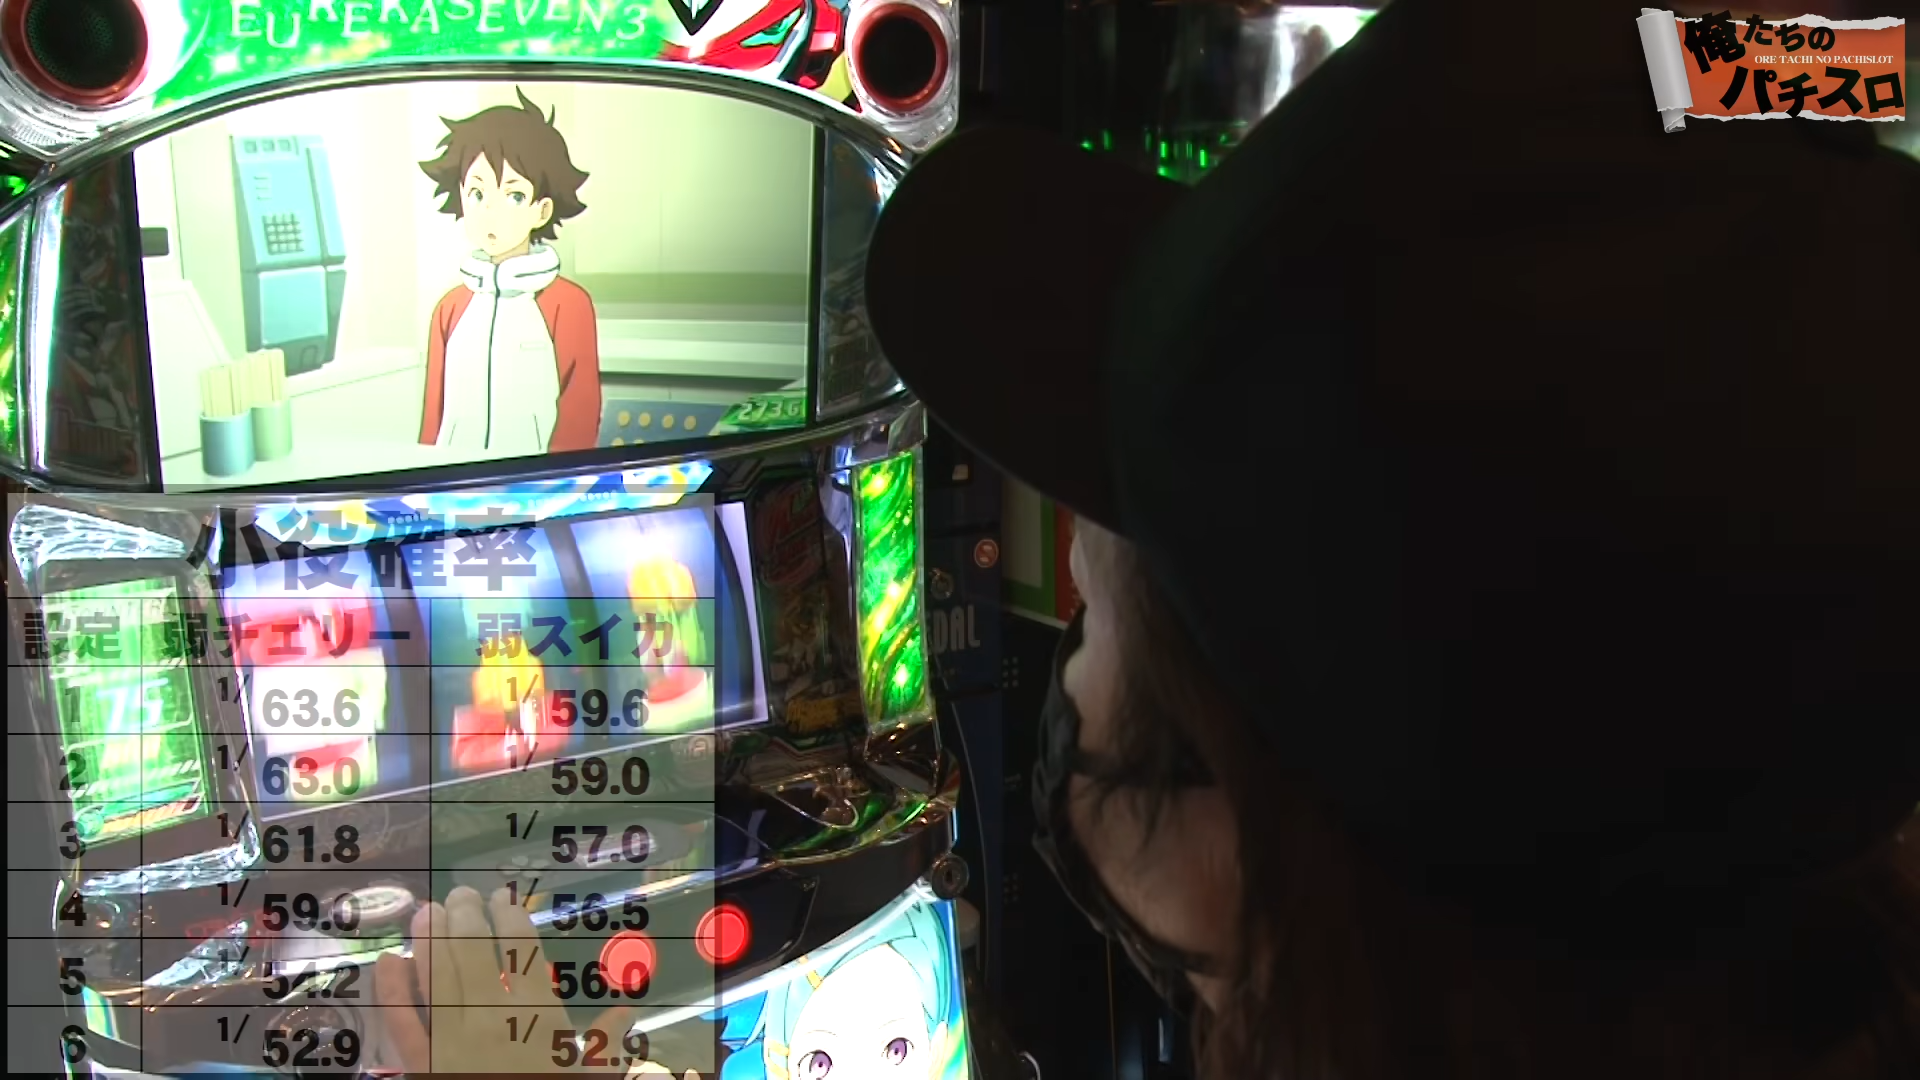 EUREKASEVEN3
俺たちの
ORE TACHI NO PACHISLOT
パチスロ
273G
小役確率
設定 弱チェリー 弱スイカ
1 1/63.6 1/59.6
2 1/63.0 1/59.0
3 1/61.8 1/57.0
4 1/59.0 1/56.5
5 1/54.2 1/56.0
6 1/52.9 1/52.9